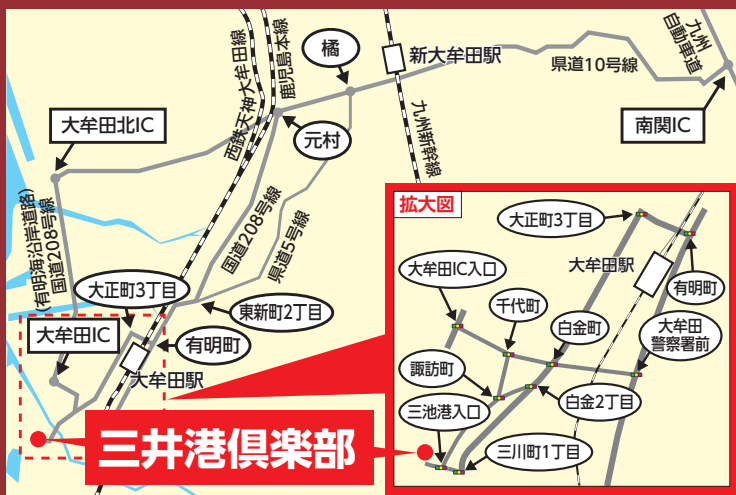 九州
自動車道
橘
新大牟田駅
県道10号線
西鉄天神大牟田線
鹿児島本線
大牟田北IC
元村
九州新幹線
南関IC
国道208号線
(有明海沿岸道路)
国道208号線
県道5号線
大正町3丁目
東新町2丁目
大牟田IC
有明町
大牟田駅
三井港倶楽部
拡大図
大正町3丁目
大牟田IC入口
大牟田駅
有明町
千代町
白金町
大牟田
警察署前
諏訪町
白金2丁目
三池港入口
三川町1丁目